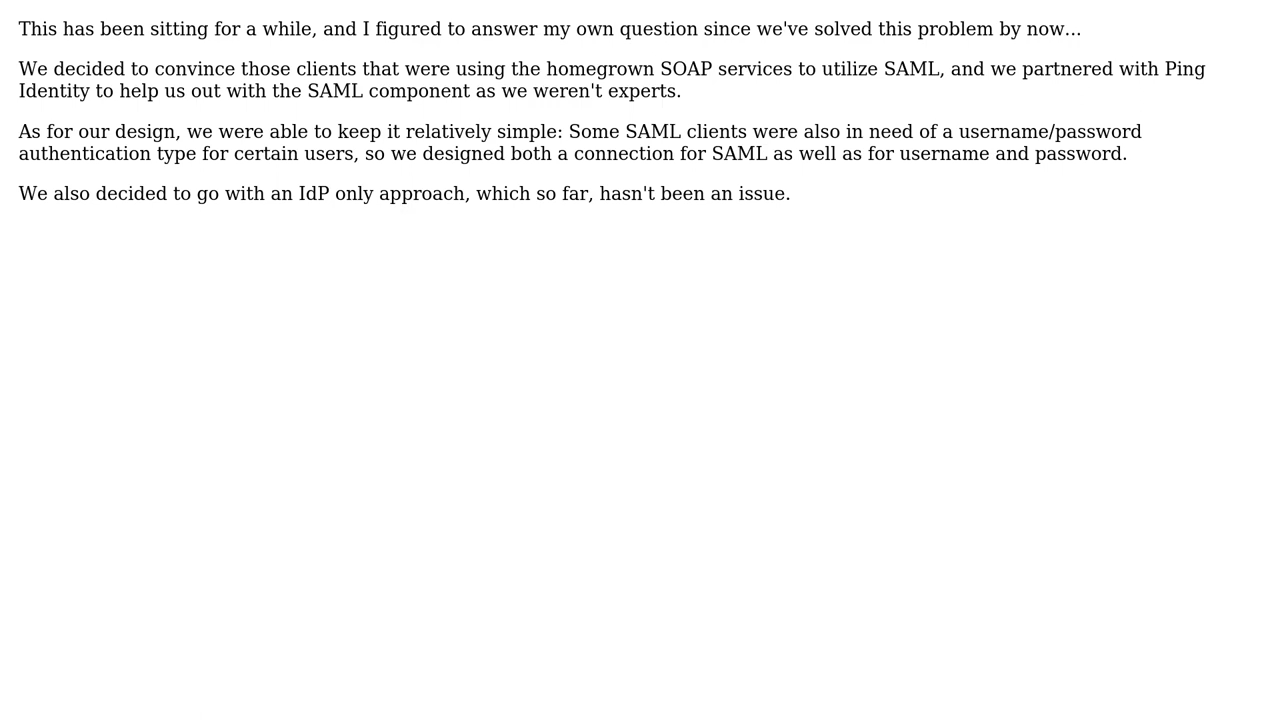 This has been sitting for a while, and I figured to answer my own question since we've solved this problem by now...
We decided to convince those clients that were using the homegrown SOAP services to utilize SAML, and we partnered with Ping
Identity to help us out with the SAML component as we weren't experts.
As for our design, we were able to keep it relatively simple: Some SAML clients were also in need of a username/password
authentication type for certain users, so we designed both a connection for SAML as well as for username and password.
We also decided to go with an IdP only approach, which so far, hasn't been an issue.